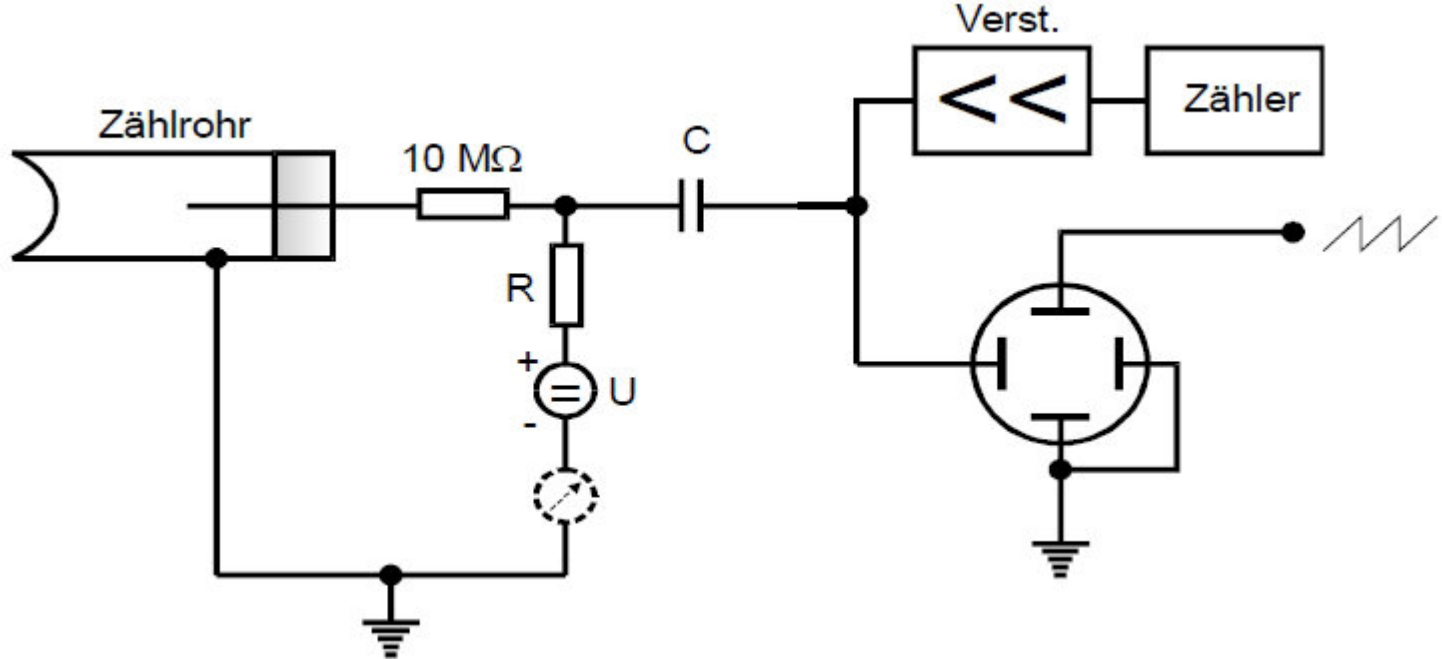 Verst.
<<
Zähler
Zählrohr
10 MΩ
C
R
+
=
U
-